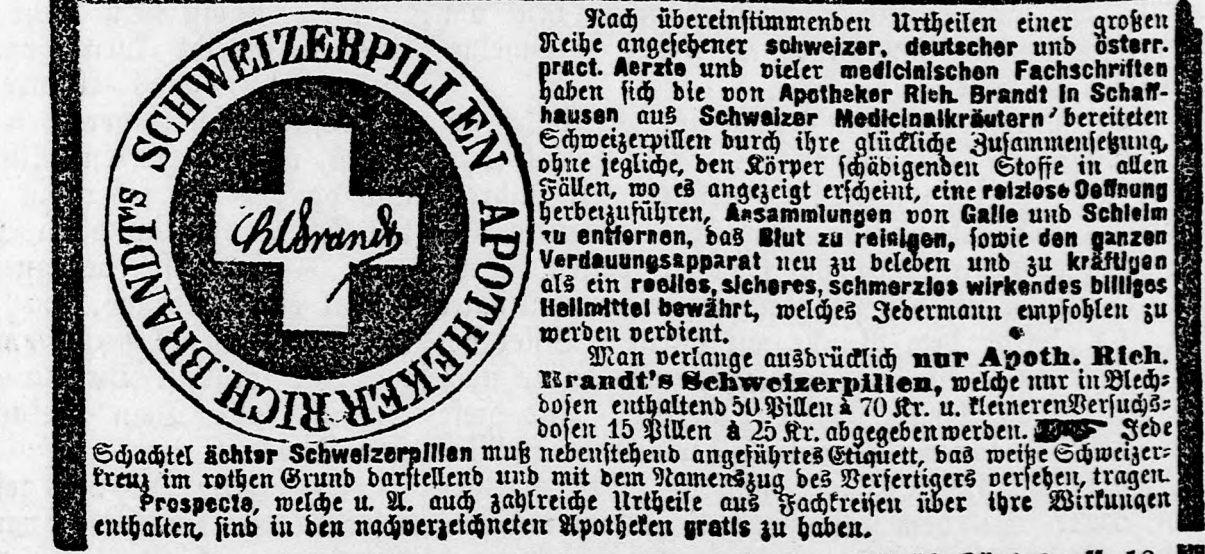 APOTHEKER RICH. BRANDT'S SCHWEIZERPILLEN
RchBrandt
Nach übereinstimmenden Urtheilen einer großen
Reihe angesehener schweizer, deutscher und österr.
pract. Aerzte und vieler medicinischen Fachschriften
haben sich die von Apotheker Rich. Brandt in Schaff-
hausen aus Schweizer Medicinalkräutern bereiteten
Schweizerpillen durch ihre glückliche Zusammensetzung,
ohne jegliche, den Körper schädigenden Stoffe in allen
Fällen, wo es angezeigt erscheint, eine reizlose Oeffnung
herbeizuführen, Ansammlungen von Galle und Schleim
zu entfernen, das Blut zu reinigen, sowie den ganzen
Verdauungsapparat neu zu beleben und zu kräftigen
als ein reelles, sicheres, schmerzlos wirkendes billiges
Heilmittel bewährt, welches Jedermann empfohlen zu
werden verdient.
Man verlange ausdrücklich nur Apoth. Rich.
Brandt's Schweizerpillen, welche nur in Blech-
dosen enthaltend 50 Pillen à 70 Kr. u. kleineren Versuchs-
dosen 15 Pillen à 25 Kr. abgegeben werden. Jede
Schachtel ächter Schweizerpillen muß nebenstehend angeführtes Etiquett, das weiße Schweizer-
kreuz im rothen Grund darstellend und mit dem Namenszug des Verfertigers versehen, tragen.
Prospecte, welche u. A. auch zahlreiche Urtheile aus Fachkreisen über ihre Wirkungen
enthalten, sind in den nachverzeichneten Apotheken gratis zu haben.